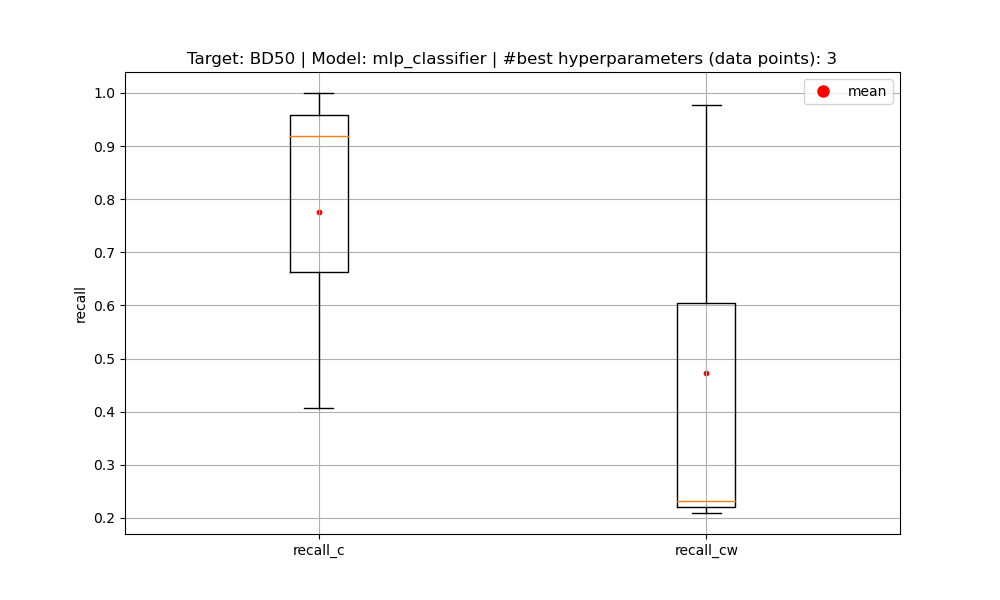 Target: BD50 | Model: mlp_classifier | #best hyperparameters (data points): 3
mean
1.0
0.9
0.8
0.7
0.6
0.5
0.4
0.3
0.2
recall
recall_c
recall_cw